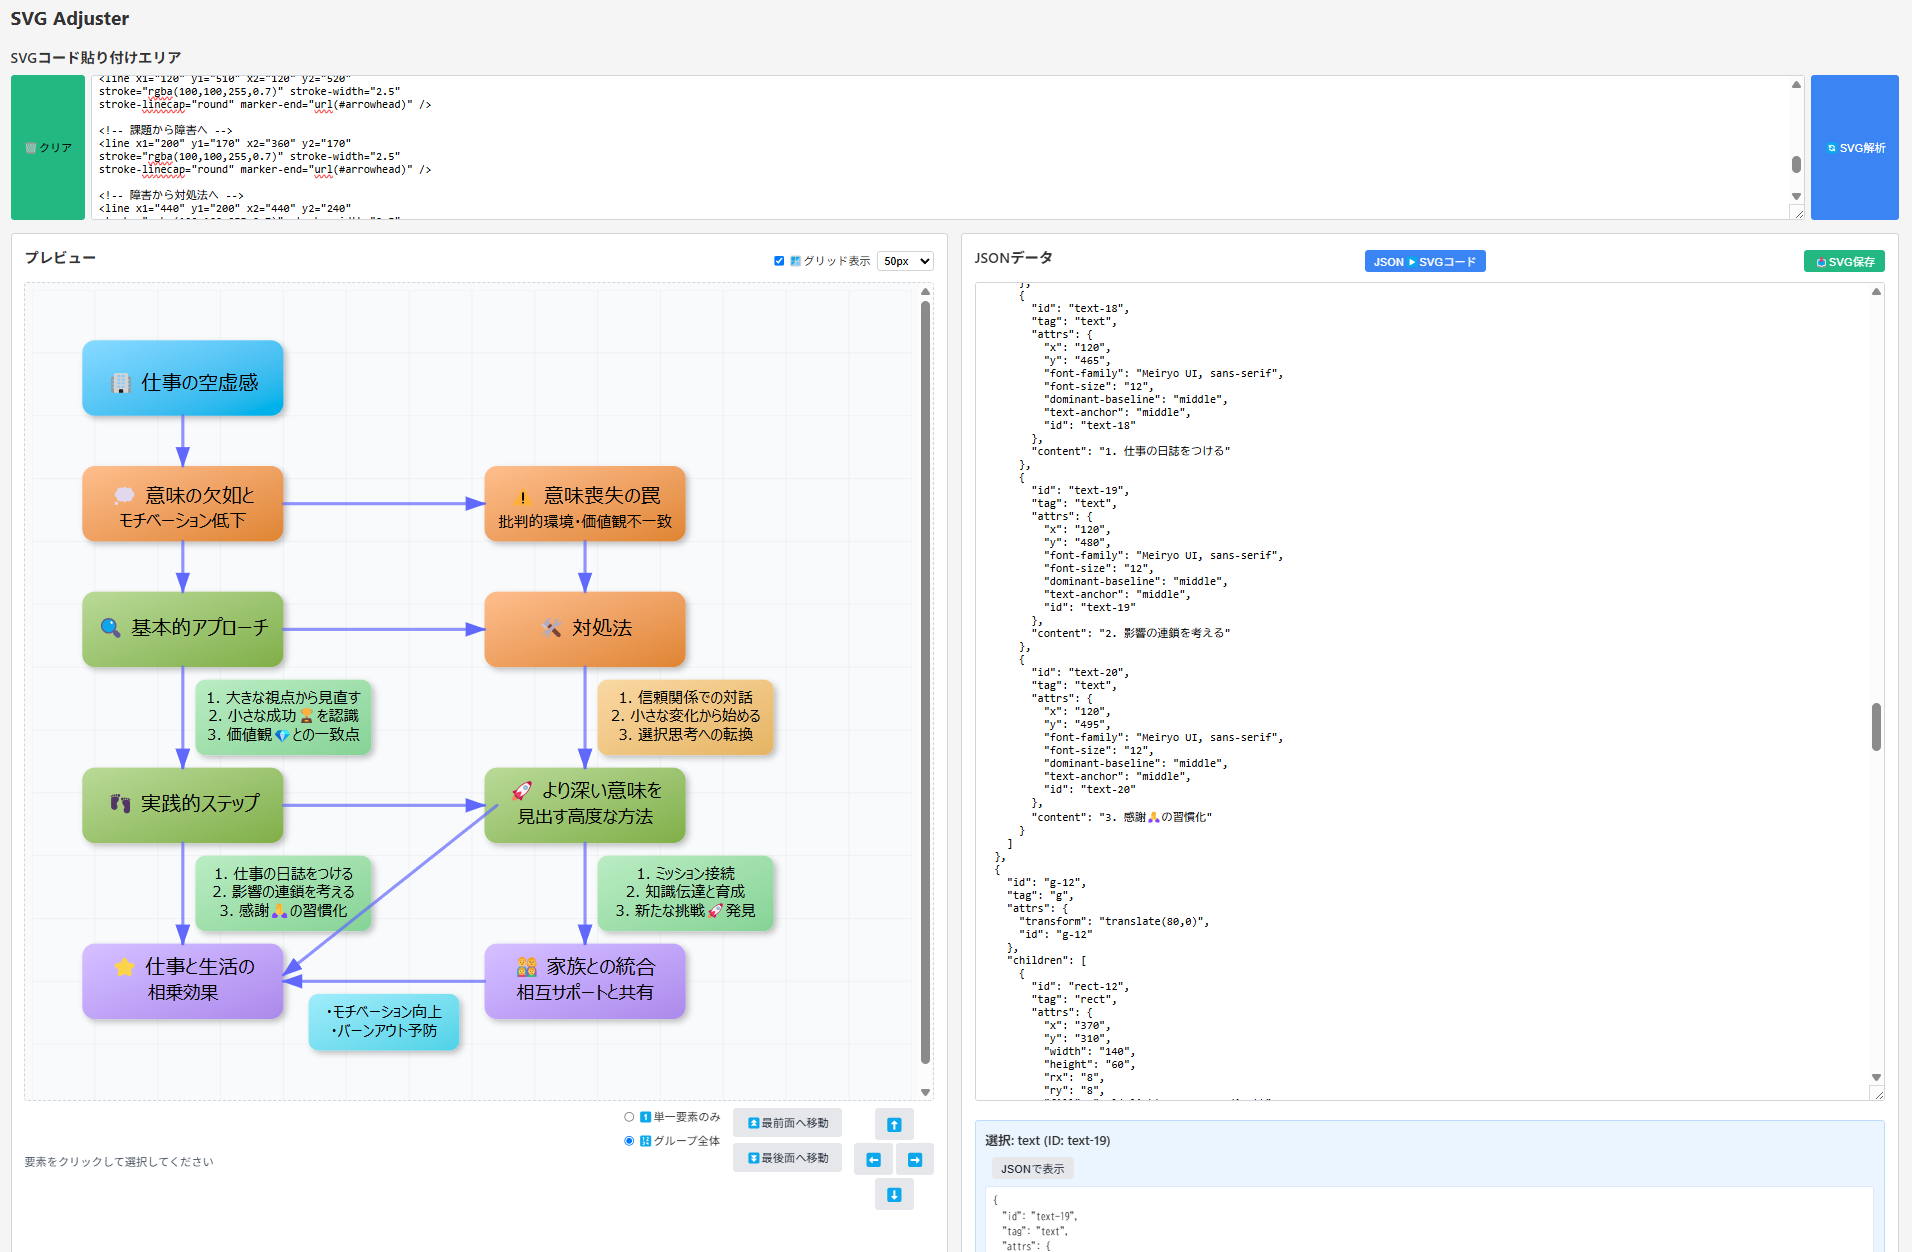 SVG Adjuster
SVGコード貼り付けエリア
クリア
<line x1="120" y1="510" x2="120" y2="520"
stroke="rgba(100,100,255,0.7)" stroke-width="2.5"
stroke-linecap="round" marker-end="url(#arrowhead)" />
<!-- 課題から障害へ -->
<line x1="200" y1="170" x2="360" y2="170"
stroke="rgba(100,100,255,0.7)" stroke-width="2.5"
stroke-linecap="round" marker-end="url(#arrowhead)" />
<!-- 障害から対処法へ -->
<line x1="440" y1="200" x2="440" y2="240"
SVG解析
プレビュー
グリッド表示 50px
仕事の空虚感
意味の欠如と
モチベーション低下
意味喪失の罠
批判的環境・価値観不一致
基本的アプローチ
対処法
1. 大きな視点から見直す
2. 小さな成功🏆を認識
3. 価値観💎との一致点
1. 信頼関係での対話
2. 小さな変化から始める
3. 選択思考への転換
実践的ステップ
より深い意味を
見出す高度な方法
1. 仕事の日誌をつける
2. 影響の連鎖を考える
3. 感謝🙏の習慣化
1. ミッション接続
2. 知識伝達と育成
3. 新たな挑戦🚀発見
仕事と生活の
相乗効果
家族との統合
相互サポートと共有
・モチベーション向上
・バーンアウト予防
単一要素のみ
グループ全体
最前面へ移動
最後面へ移動
要素をクリックして選択してください
JSONデータ
JSON ▶ SVGコード
SVG保存
},
{
"id": "text-18",
"tag": "text",
"attrs": {
"x": "120",
"y": "465",
"font-family": "Meiryo UI, sans-serif",
"font-size": "12",
"dominant-baseline": "middle",
"text-anchor": "middle",
"id": "text-18"
},
"content": "1. 仕事の日誌をつける"
},
{
"id": "text-19",
"tag": "text",
"attrs": {
"x": "120",
"y": "480",
"font-family": "Meiryo UI, sans-serif",
"font-size": "12",
"dominant-baseline": "middle",
"text-anchor": "middle",
"id": "text-19"
},
"content": "2. 影響の連鎖を考える"
},
{
"id": "text-20",
"tag": "text",
"attrs": {
"x": "120",
"y": "495",
"font-family": "Meiryo UI, sans-serif",
"font-size": "12",
"dominant-baseline": "middle",
"text-anchor": "middle",
"id": "text-20"
},
"content": "3. 感謝🙏の習慣化"
}
]
},
{
"id": "g-12",
"tag": "g",
"attrs": {
"transform": "translate(80,0)",
"id": "g-12"
},
"children": [
{
"id": "rect-12",
"tag": "rect",
"attrs": {
"x": "370",
"y": "310",
"width": "140",
"height": "60",
"rx": "8",
"ry": "8",
選択: text (ID: text-19)
JSONで表示
{
"id": "text-19",
"tag": "text",
"attrs": {